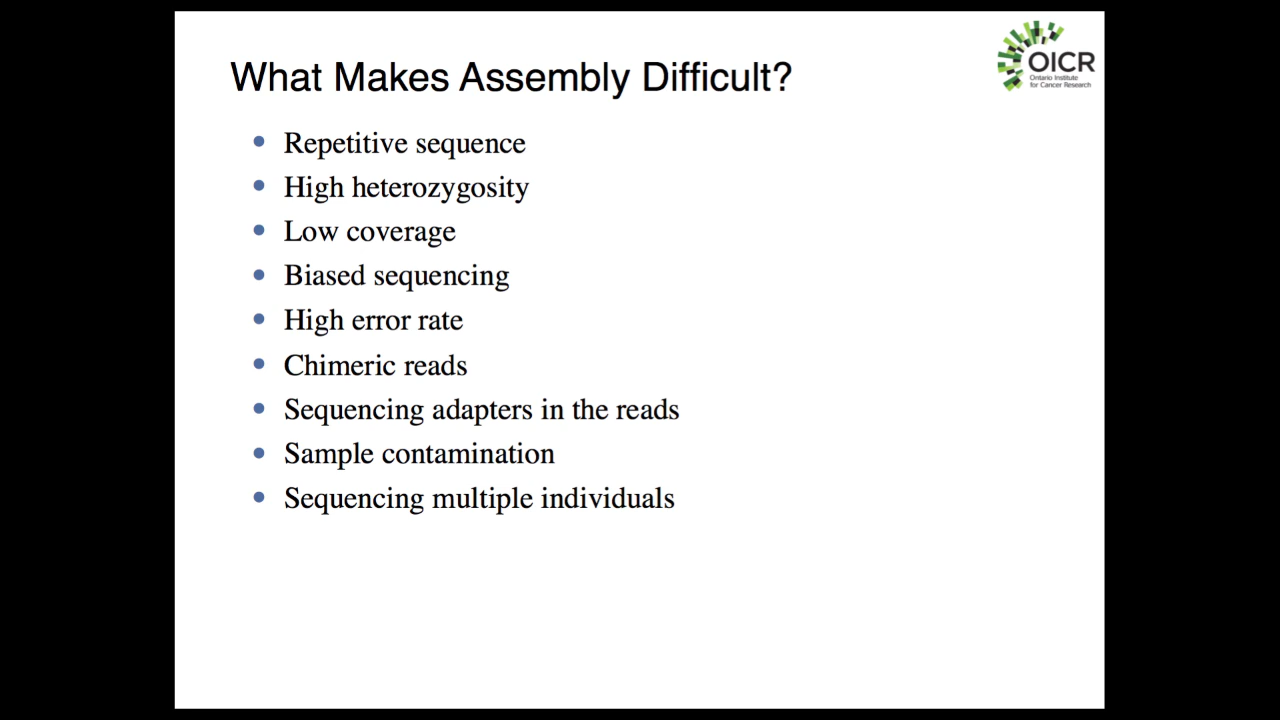 What Makes Assembly Difficult?
OICR
Ontario Institute
for Cancer Research
• Repetitive sequence
• High heterozygosity
• Low coverage
• Biased sequencing
• High error rate
• Chimeric reads
• Sequencing adapters in the reads
• Sample contamination
• Sequencing multiple individuals